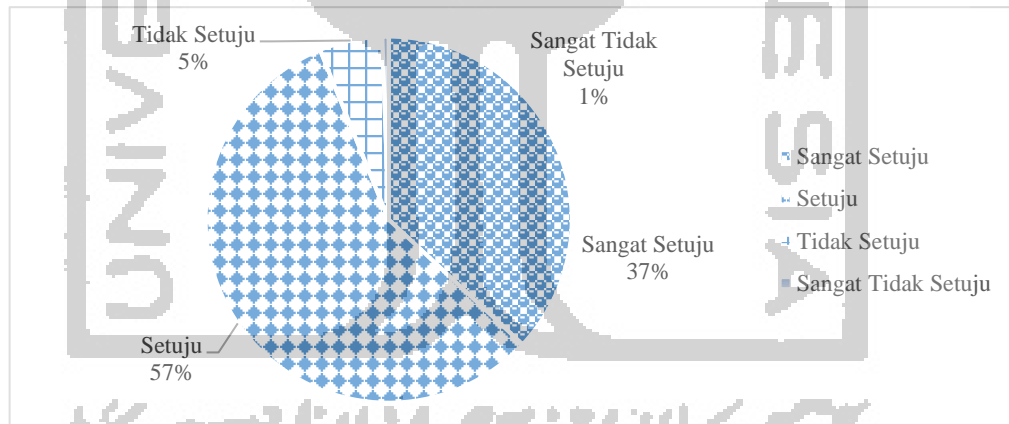 Tidak Setuju
5%
Sangat Tidak
Setuju
1%
Sangat Setuju
37%
Setuju
57%
Sangat Setuju
Setuju
Tidak Setuju
Sangat Tidak Setuju
UNIVE